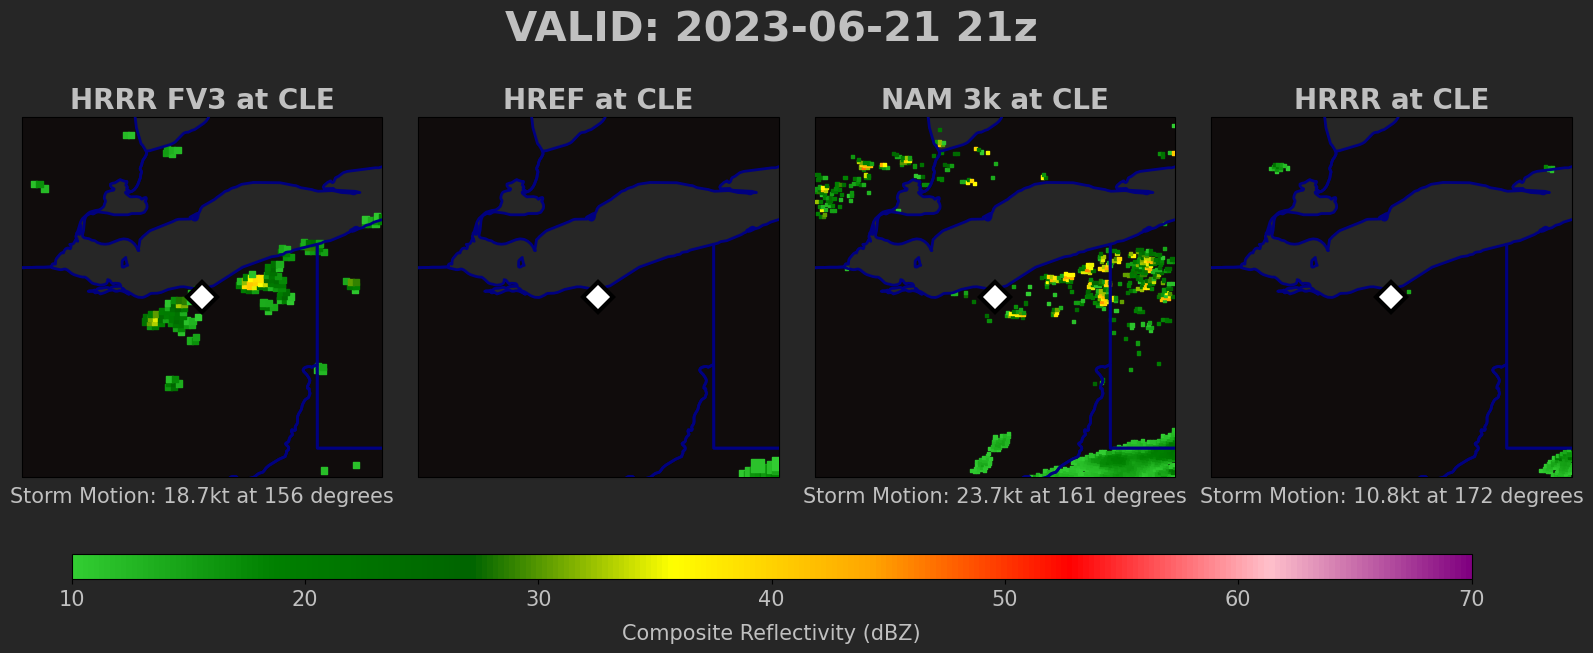 VALID: 2023-06-21 21z
HRRR FV3 at CLE
HREF at CLE
NAM 3k at CLE
HRRR at CLE
Storm Motion: 18.7kt at 156 degrees
Storm Motion: 23.7kt at 161 degrees
Storm Motion: 10.8kt at 172 degrees
10 20 30 40 50 60 70
Composite Reflectivity (dBZ)